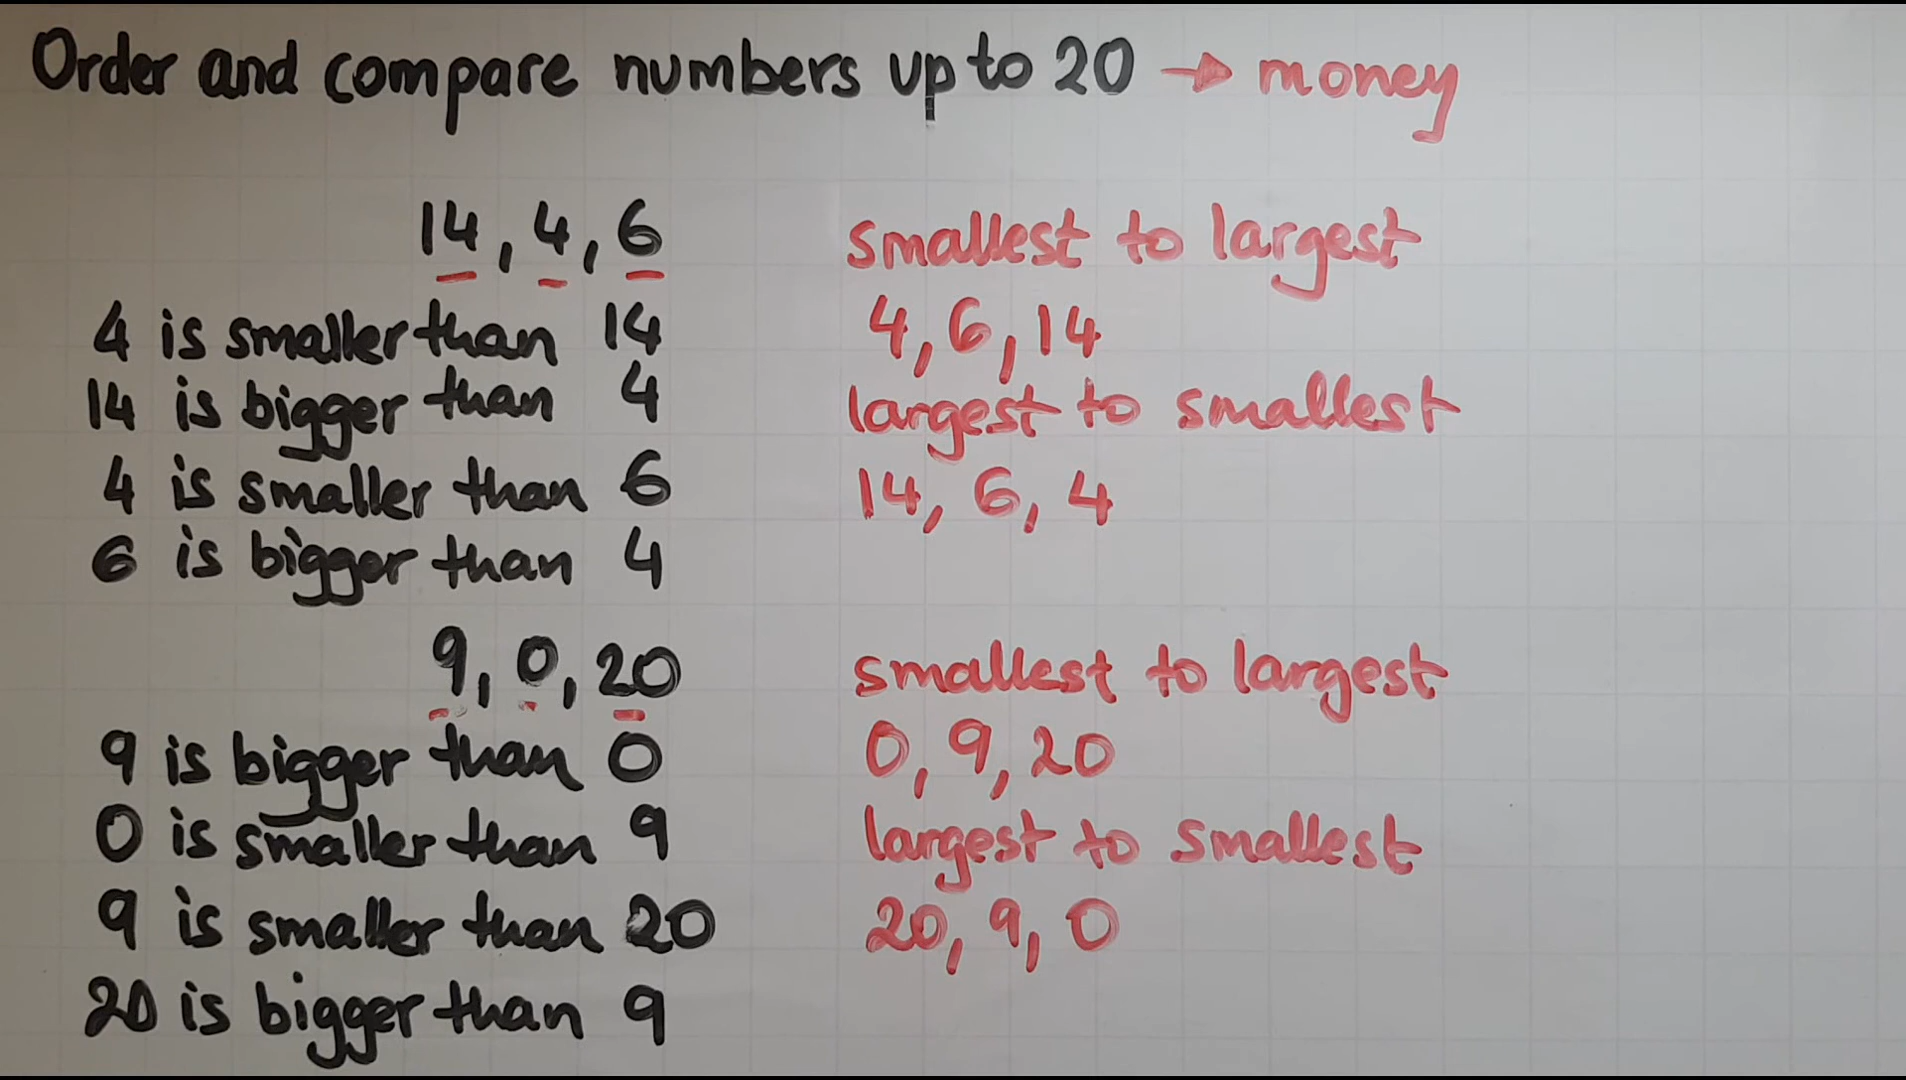 Order and compare numbers up to 20 → money
14, 4, 6
4 is smaller than 14
14 is bigger than 4
4 is smaller than 6
6 is bigger than 4
smallest to largest
4, 6, 14
largest to smallest
14, 6, 4
9, 0, 20
9 is bigger than 0
0 is smaller than 9
9 is smaller than 20
20 is bigger than 9
smallest to largest
0, 9, 20
largest to smallest
20, 9, 0